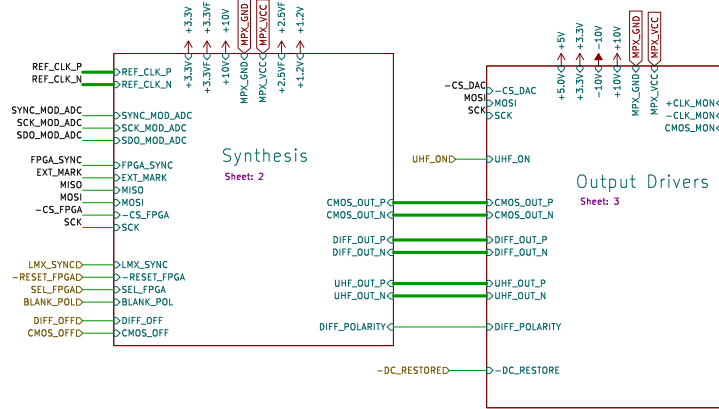 +3.3V
+3.3VF
+10V
MPX_GND
MPX_VCC
+2.5VF
+1.2V
+3.3V
+3.3VF
+10V
MPX_GND
MPX_VCC
+2.5VF
+1.2V
+5V
+3.3V
-10V
+10V
MPX_GND
MPX_VCC
+5.0V
+3.3V
-10V
+10V
MPX_GND
MPX_VCC
REF_CLK_P
REF_CLK_P
REF_CLK_N
REF_CLK_N
SYNC_MOD_ADC
SYNC_MOD_ADC
SCK_MOD_ADC
SCK_MOD_ADC
SDO_MOD_ADC
SDO_MOD_ADC
FPGA_SYNC
FPGA_SYNC
EXT_MARK
EXT_MARK
MISO
MISO
MOSI
MOSI
-CS_FPGA
-CS_FPGA
SCK
SCK
LMX_SYNC
LMX_SYNC
-RESET_FPGA
-RESET_FPGA
SEL_FPGA
SEL_FPGA
BLANK_POL
BLANK_POL
DIFF_OFF
DIFF_OFF
CMOS_OFF
CMOS_OFF
Synthesis
Sheet: 2
CMOS_OUT_P
CMOS_OUT_N
DIFF_OUT_P
DIFF_OUT_N
UHF_OUT_P
UHF_OUT_N
DIFF_POLARITY
-CS_DAC
-CS_DAC
MOSI
MOSI
SCK
SCK
+CLK_MON
-CLK_MON
CMOS_MON
UHF_ON
UHF_ON
Output Drivers
Sheet: 3
CMOS_OUT_P
CMOS_OUT_N
DIFF_OUT_P
DIFF_OUT_N
UHF_OUT_P
UHF_OUT_N
DIFF_POLARITY
-DC_RESTORE
-DC_RESTORE